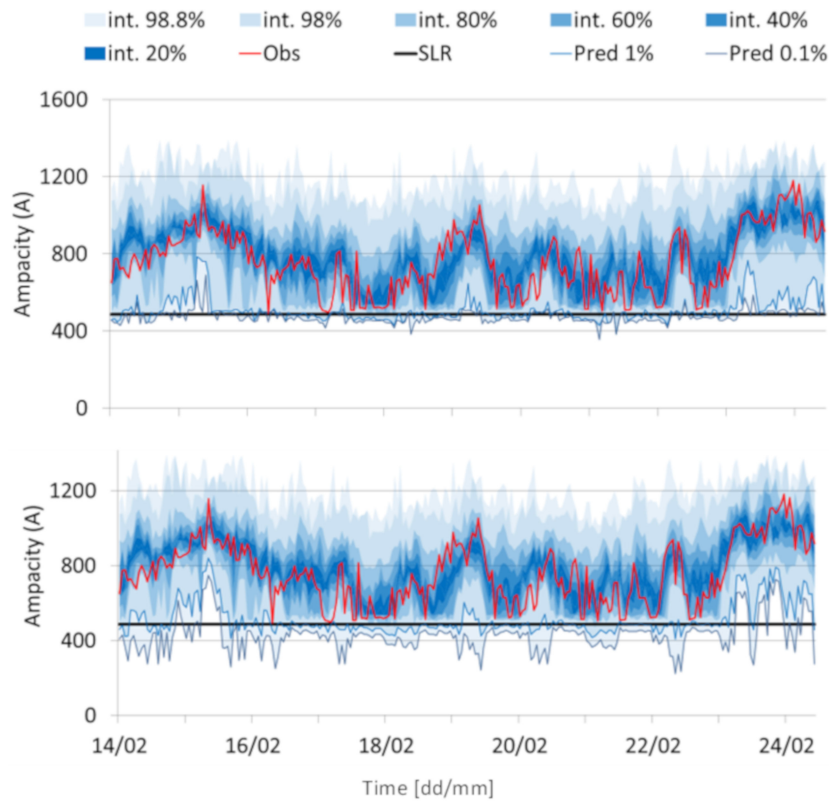 int. 98.8% int. 98% int. 80% int. 60% int. 40%
int. 20% Obs SLR Pred 1% Pred 0.1%
1600
1200
800
400
0
Ampacity (A)
1200
800
400
0
Ampacity (A)
14/02 16/02 18/02 20/02 22/02 24/02
Time [dd/mm]